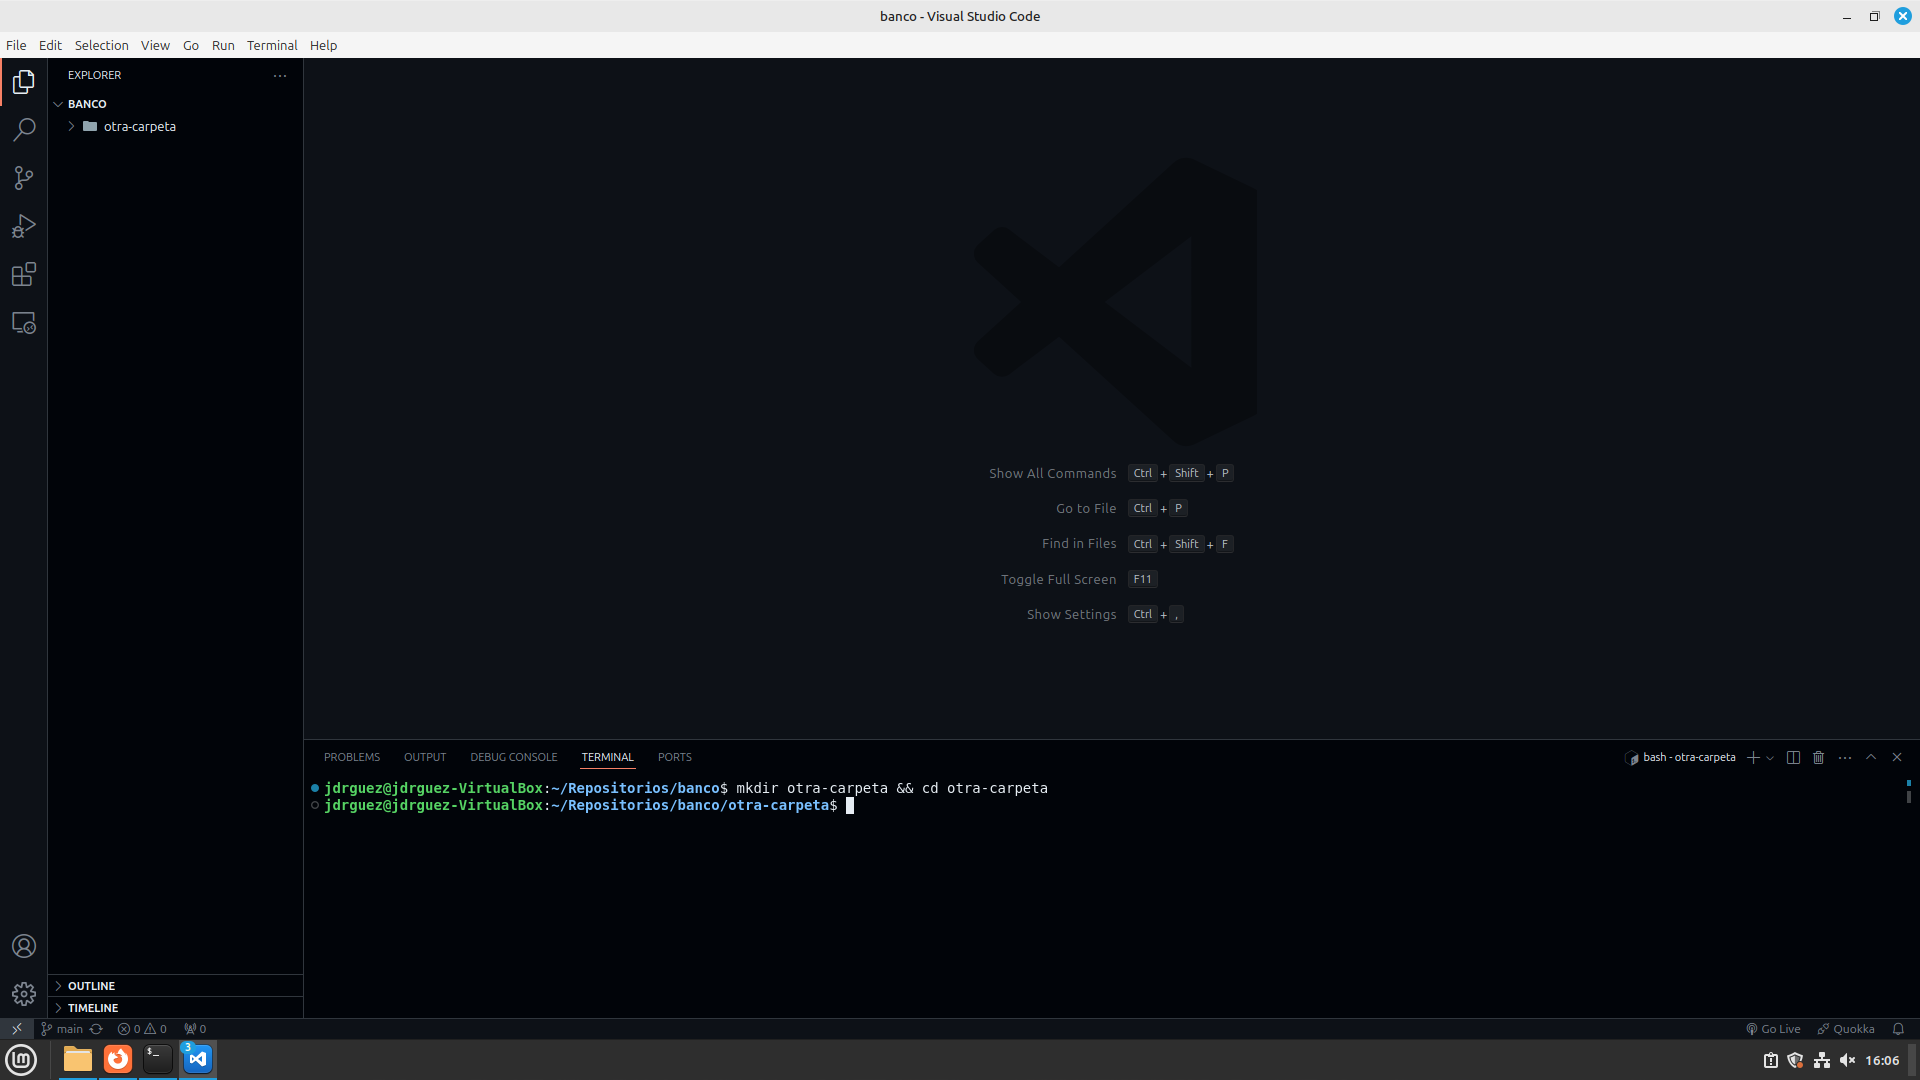 banco - Visual Studio Code
File Edit Selection View Go Run Terminal Help
EXPLORER
BANCO
otra-carpeta
Show All Commands Ctrl + Shift + P
Go to File Ctrl + P
Find in Files Ctrl + Shift + F
Toggle Full Screen F11
Show Settings Ctrl + ,
PROBLEMS OUTPUT DEBUG CONSOLE TERMINAL PORTS
bash - otra-carpeta
jdrguez@jdrguez-VirtualBox:~/Repositorios/banco$ mkdir otra-carpeta && cd otra-carpeta
jdrguez@jdrguez-VirtualBox:~/Repositorios/banco/otra-carpeta$
OUTLINE
TIMELINE
main 0 0 0
Go Live Quokka
lm
$_
3
16:06